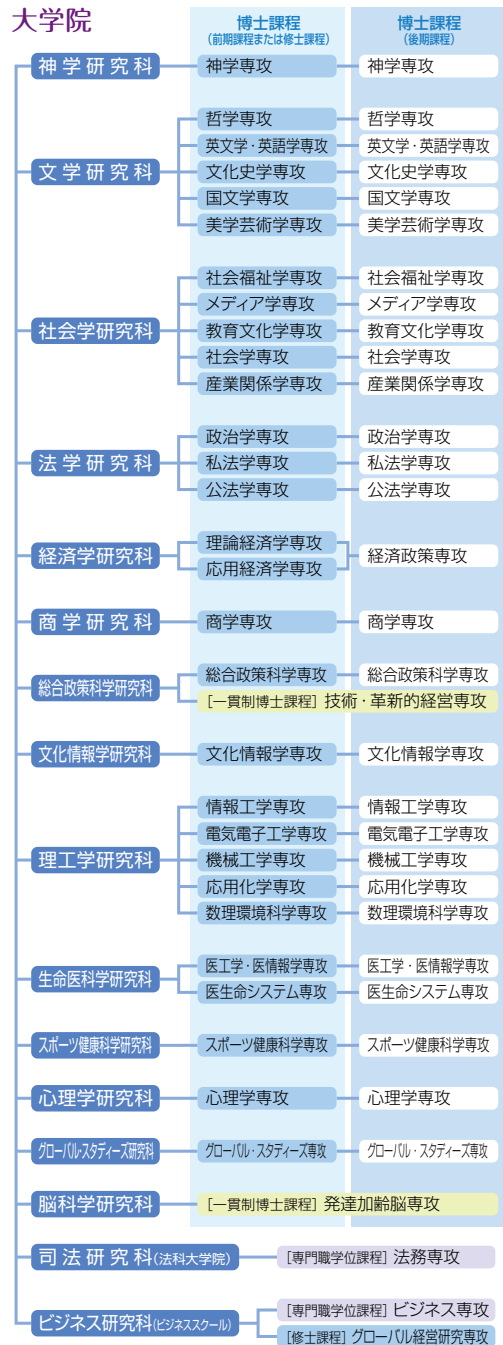 大学院
博士課程
(前期課程または修士課程)
博士課程
(後期課程)
神学研究科
神学専攻
神学専攻
文学研究科
哲学専攻
哲学専攻
英文学・英語学専攻
英文学・英語学専攻
文化史学専攻
文化史学専攻
国文学専攻
国文学専攻
美学芸術学専攻
美学芸術学専攻
社会学研究科
社会福祉学専攻
社会福祉学専攻
メディア学専攻
メディア学専攻
教育文化学専攻
教育文化学専攻
社会学専攻
社会学専攻
産業関係学専攻
産業関係学専攻
法学研究科
政治学専攻
政治学専攻
私法学専攻
私法学専攻
公法学専攻
公法学専攻
経済学研究科
理論経済学専攻
応用経済学専攻
経済政策専攻
商学研究科
商学専攻
商学専攻
総合政策科学研究科
総合政策科学専攻
総合政策科学専攻
[一貫制博士課程] 技術・革新的経営専攻
文化情報学研究科
文化情報学専攻
文化情報学専攻
理工学研究科
情報工学専攻
情報工学専攻
電気電子工学専攻
電気電子工学専攻
機械工学専攻
機械工学専攻
応用化学専攻
応用化学専攻
数理環境科学専攻
数理環境科学専攻
生命医科学研究科
医工学・医情報学専攻
医工学・医情報学専攻
医生命システム専攻
医生命システム専攻
スポーツ健康科学研究科
スポーツ健康科学専攻
スポーツ健康科学専攻
心理学研究科
心理学専攻
心理学専攻
グローバル・スタディーズ研究科
グローバル・スタディーズ専攻
グローバル・スタディーズ専攻
脳科学研究科
[一貫制博士課程] 発達加齢脳専攻
司法研究科(法科大学院)
[専門職学位課程] 法務専攻
ビジネス研究科(ビジネススクール)
[専門職学位課程] ビジネス専攻
[修士課程] グローバル経営研究専攻